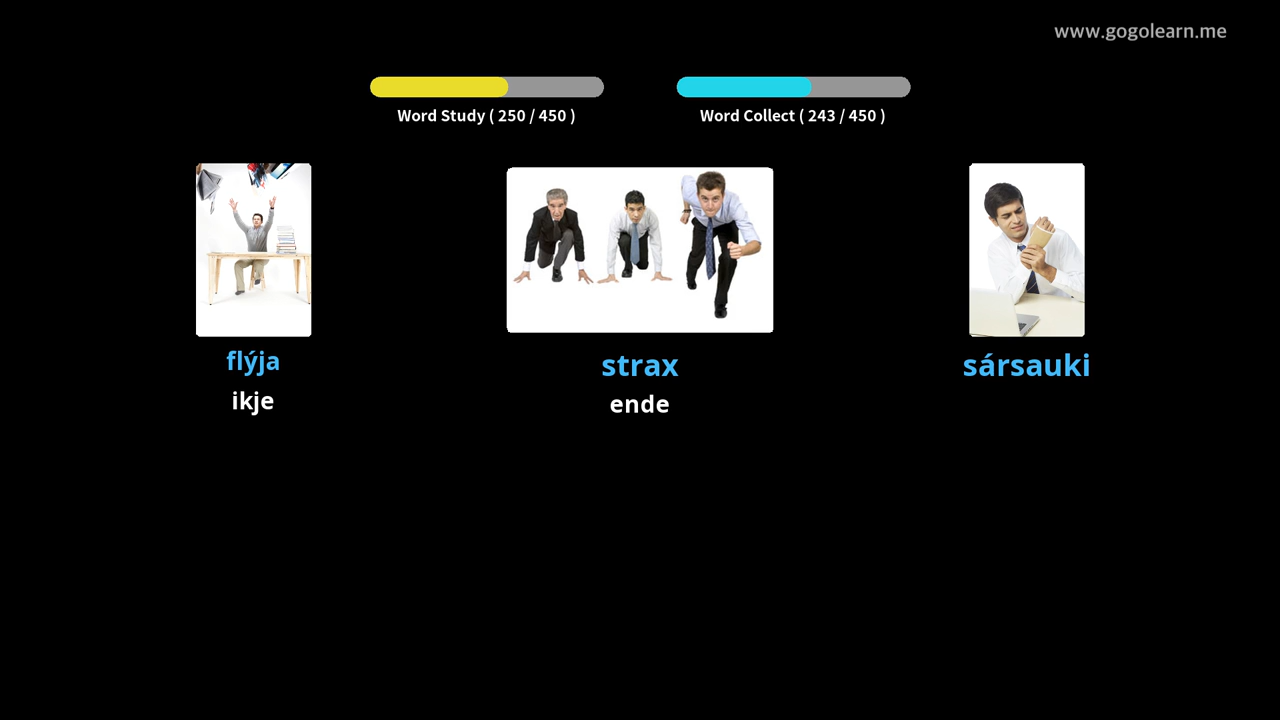 www.gogolearn.me
Word Study ( 250 / 450 )
Word Collect ( 243 / 450 )
flýja
strax
sársauki
ikje
ende